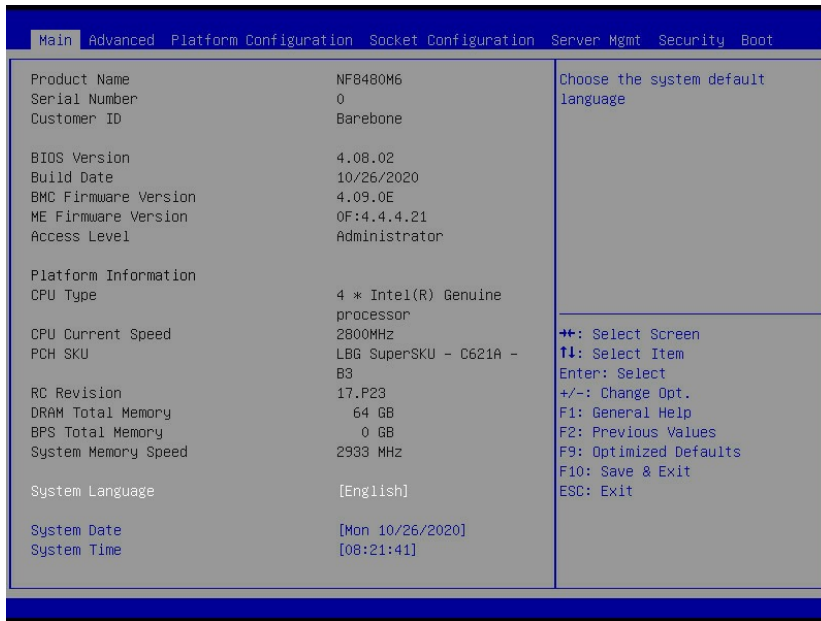 Main Advanced Platform Configuration Socket Configuration Server Mgmt Security Boot
Product Name NF8480M6
Serial Number 0
Customer ID Barebone
BIOS Version 4.08.02
Build Date 10/26/2020
BMC Firmware Version 4.09.0E
ME Firmware Version 0F:4.4.4.21
Access Level Administrator
Platform Information
CPU Type 4 * Intel(R) Genuine
processor
CPU Current Speed 2800MHz
PCH SKU LBG SuperSKU - C621A -
B3
RC Revision 17.P23
DRAM Total Memory 64 GB
BPS Total Memory 0 GB
System Memory Speed 2933 MHz
System Language [English]
System Date [Mon 10/26/2020]
System Time [08:21:41]
Choose the system default
language
→←: Select Screen
↑↓: Select Item
Enter: Select
+/-: Change Opt.
F1: General Help
F2: Previous Values
F9: Optimized Defaults
F10: Save & Exit
ESC: Exit